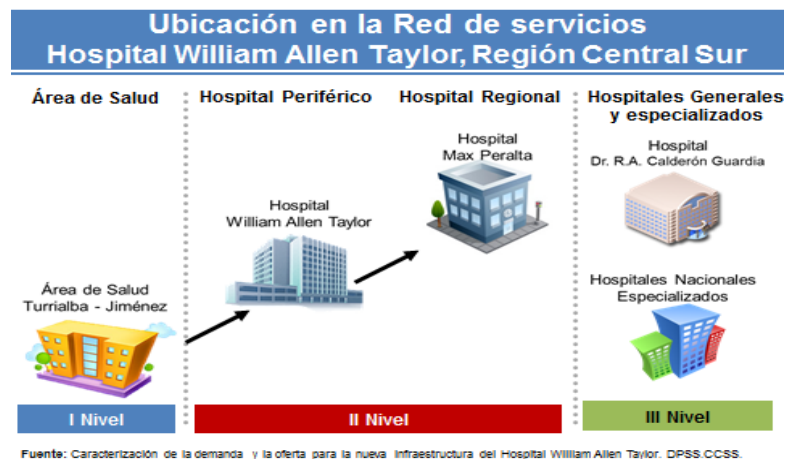 Ubicación en la Red de servicios
Hospital William Allen Taylor, Región Central Sur
Área de Salud
Hospital Periférico
Hospital Regional
Hospitales Generales
y especializados
Hospital
Max Peralta
Hospital
Dr. R.A. Calderón Guardia
Hospital
William Allen Taylor
Área de Salud
Turrialba - Jiménez
Hospitales Nacionales
Especializados
I Nivel
II Nivel
III Nivel
Fuente: Caracterización de la demanda y la oferta para la nueva Infraestructura del Hospital William Allen Taylor. DPSS.CCSS.